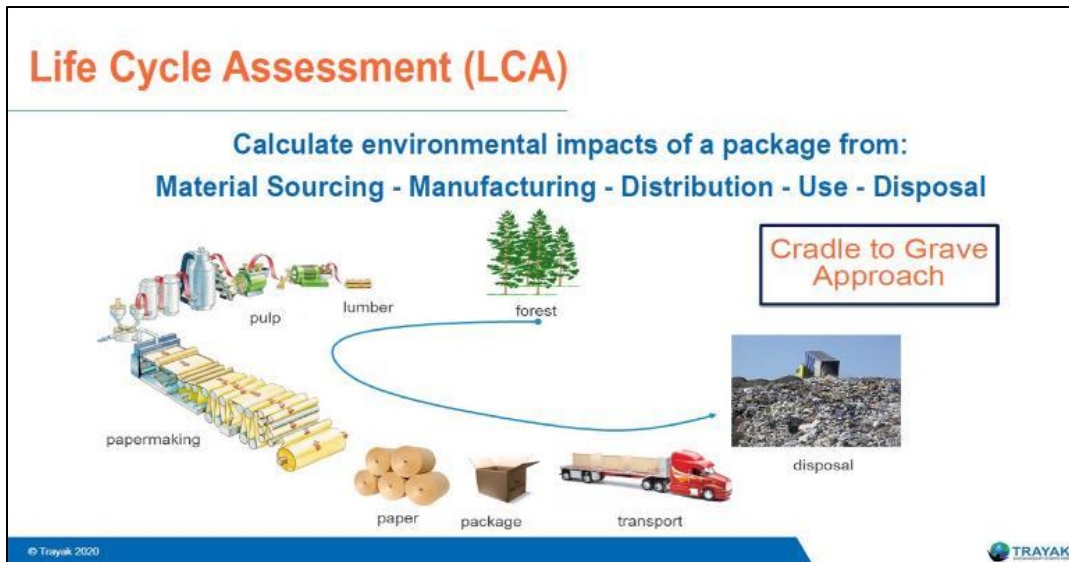 Life Cycle Assessment (LCA)
Calculate environmental impacts of a package from:
Material Sourcing - Manufacturing - Distribution - Use - Disposal
Cradle to Grave
Approach
forest
lumber
pulp
papermaking
paper
package
transport
disposal
© Trayak 2020
TRAYAK